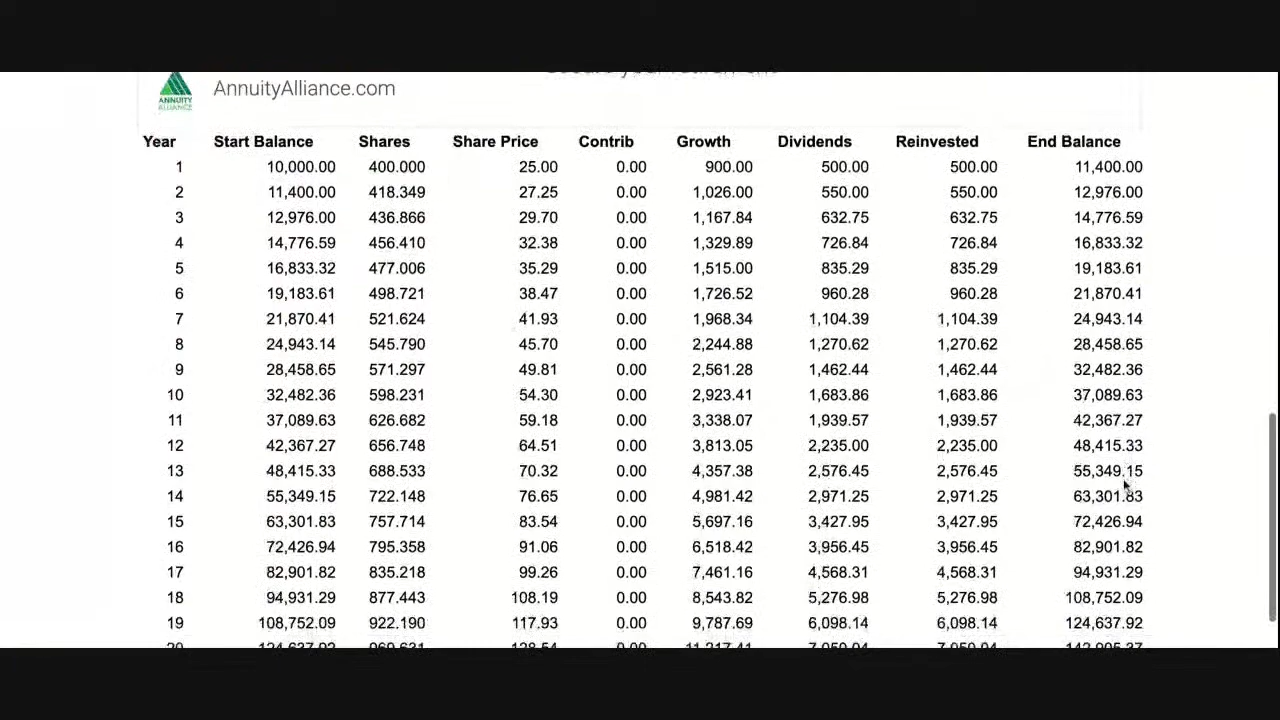 ANNUITY
ALLIANCE
AnnuityAlliance.com
Year Start Balance Shares Share Price Contrib Growth Dividends Reinvested End Balance
1 10,000.00 400.000 25.00 0.00 900.00 500.00 500.00 11,400.00
2 11,400.00 418.349 27.25 0.00 1,026.00 550.00 550.00 12,976.00
3 12,976.00 436.866 29.70 0.00 1,167.84 632.75 632.75 14,776.59
4 14,776.59 456.410 32.38 0.00 1,329.89 726.84 726.84 16,833.32
5 16,833.32 477.006 35.29 0.00 1,515.00 835.29 835.29 19,183.61
6 19,183.61 498.721 38.47 0.00 1,726.52 960.28 960.28 21,870.41
7 21,870.41 521.624 41.93 0.00 1,968.34 1,104.39 1,104.39 24,943.14
8 24,943.14 545.790 45.70 0.00 2,244.88 1,270.62 1,270.62 28,458.65
9 28,458.65 571.297 49.81 0.00 2,561.28 1,462.44 1,462.44 32,482.36
10 32,482.36 598.231 54.30 0.00 2,923.41 1,683.86 1,683.86 37,089.63
11 37,089.63 626.682 59.18 0.00 3,338.07 1,939.57 1,939.57 42,367.27
12 42,367.27 656.748 64.51 0.00 3,813.05 2,235.00 2,235.00 48,415.33
13 48,415.33 688.533 70.32 0.00 4,357.38 2,576.45 2,576.45 55,349.15
14 55,349.15 722.148 76.65 0.00 4,981.42 2,971.25 2,971.25 63,301.83
15 63,301.83 757.714 83.54 0.00 5,697.16 3,427.95 3,427.95 72,426.94
16 72,426.94 795.358 91.06 0.00 6,518.42 3,956.45 3,956.45 82,901.82
17 82,901.82 835.218 99.26 0.00 7,461.16 4,568.31 4,568.31 94,931.29
18 94,931.29 877.443 108.19 0.00 8,543.82 5,276.98 5,276.98 108,752.09
19 108,752.09 922.190 117.93 0.00 9,787.69 6,098.14 6,098.14 124,637.92